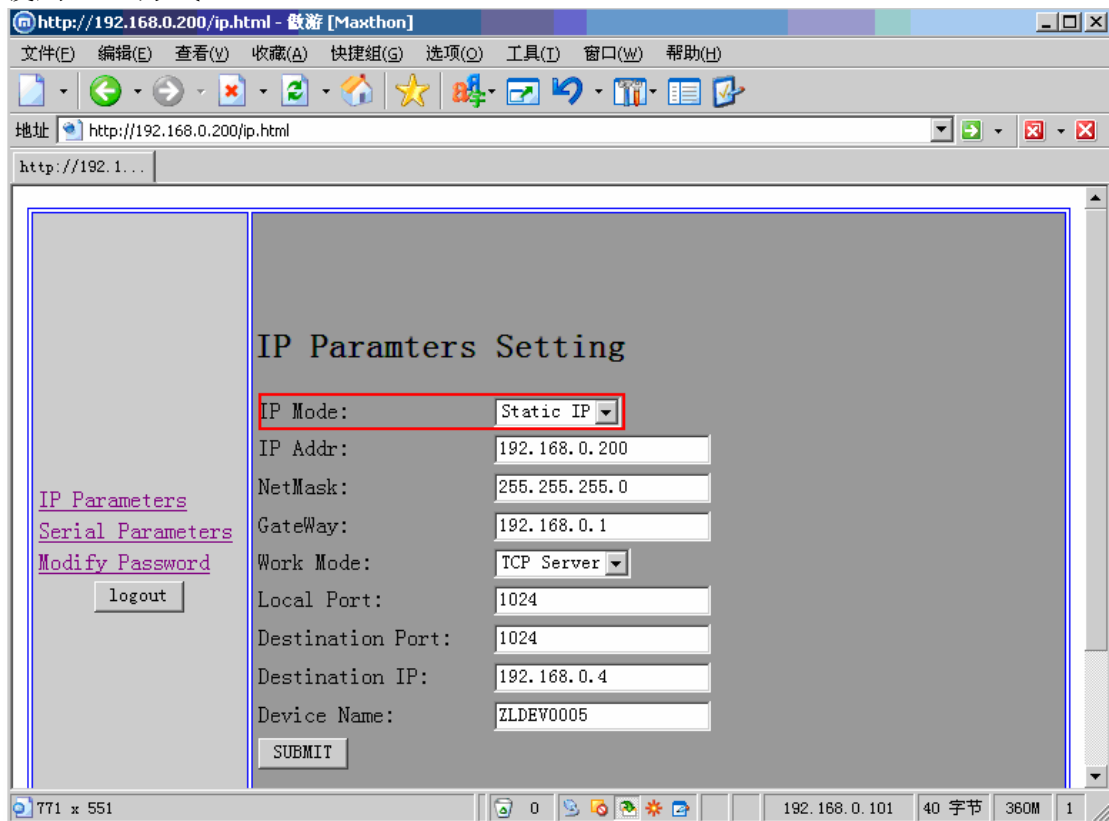 http://192.168.0.200/ip.html - 傲游 [Maxthon]
文件(F) 编辑(E) 查看(V) 收藏(A) 快捷组(G) 选项(O) 工具(T) 窗口(W) 帮助(H)
地址 http://192.168.0.200/ip.html
http://192.1...
IP Parameters
Serial Parameters
Modify Password
logout
IP Paramters Setting
IP Mode: Static IP
IP Addr: 192.168.0.200
NetMask: 255.255.255.0
GateWay: 192.168.0.1
Work Mode: TCP Server
Local Port: 1024
Destination Port: 1024
Destination IP: 192.168.0.4
Device Name: ZLDEV0005
SUBMIT
771 x 551 0 192.168.0.101 40 字节 360M 1